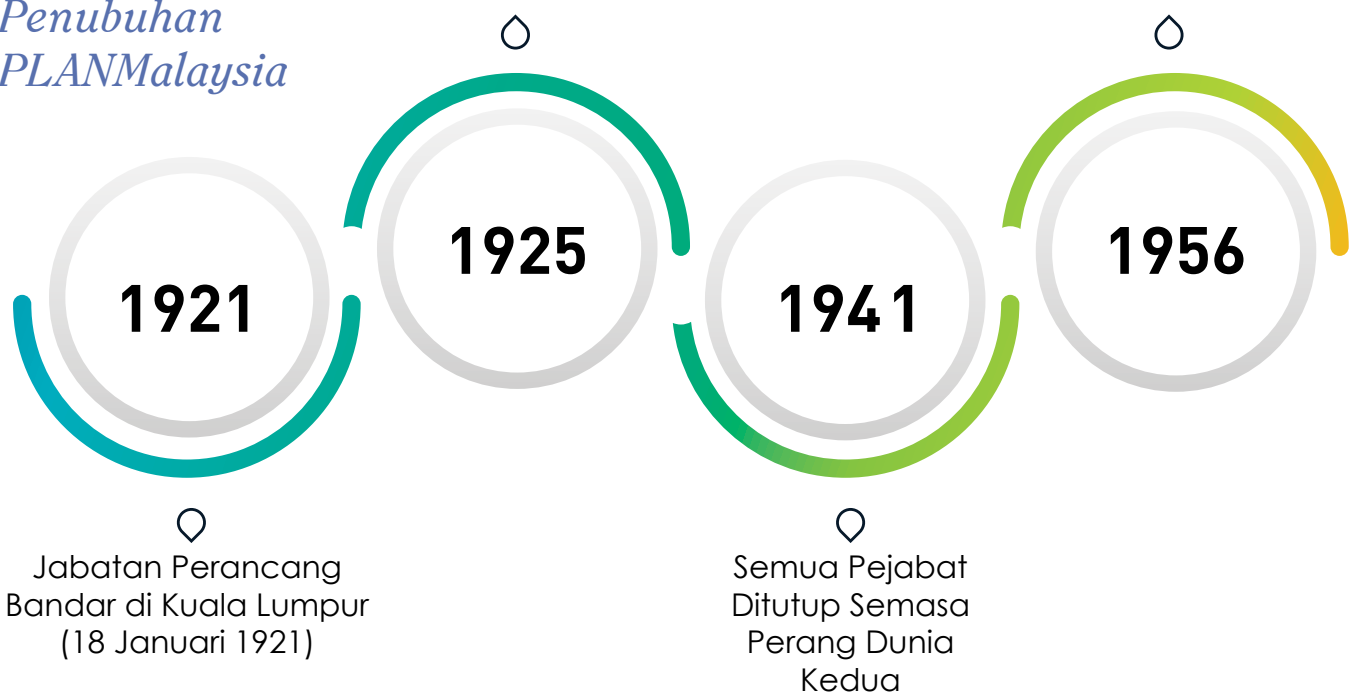 Penubuhan
PLANMalaysia
1921
1925
1941
1956
Jabatan Perancang
Bandar di Kuala Lumpur
(18 Januari 1921)
Semua Pejabat
Ditutup Semasa
Perang Dunia
Kedua